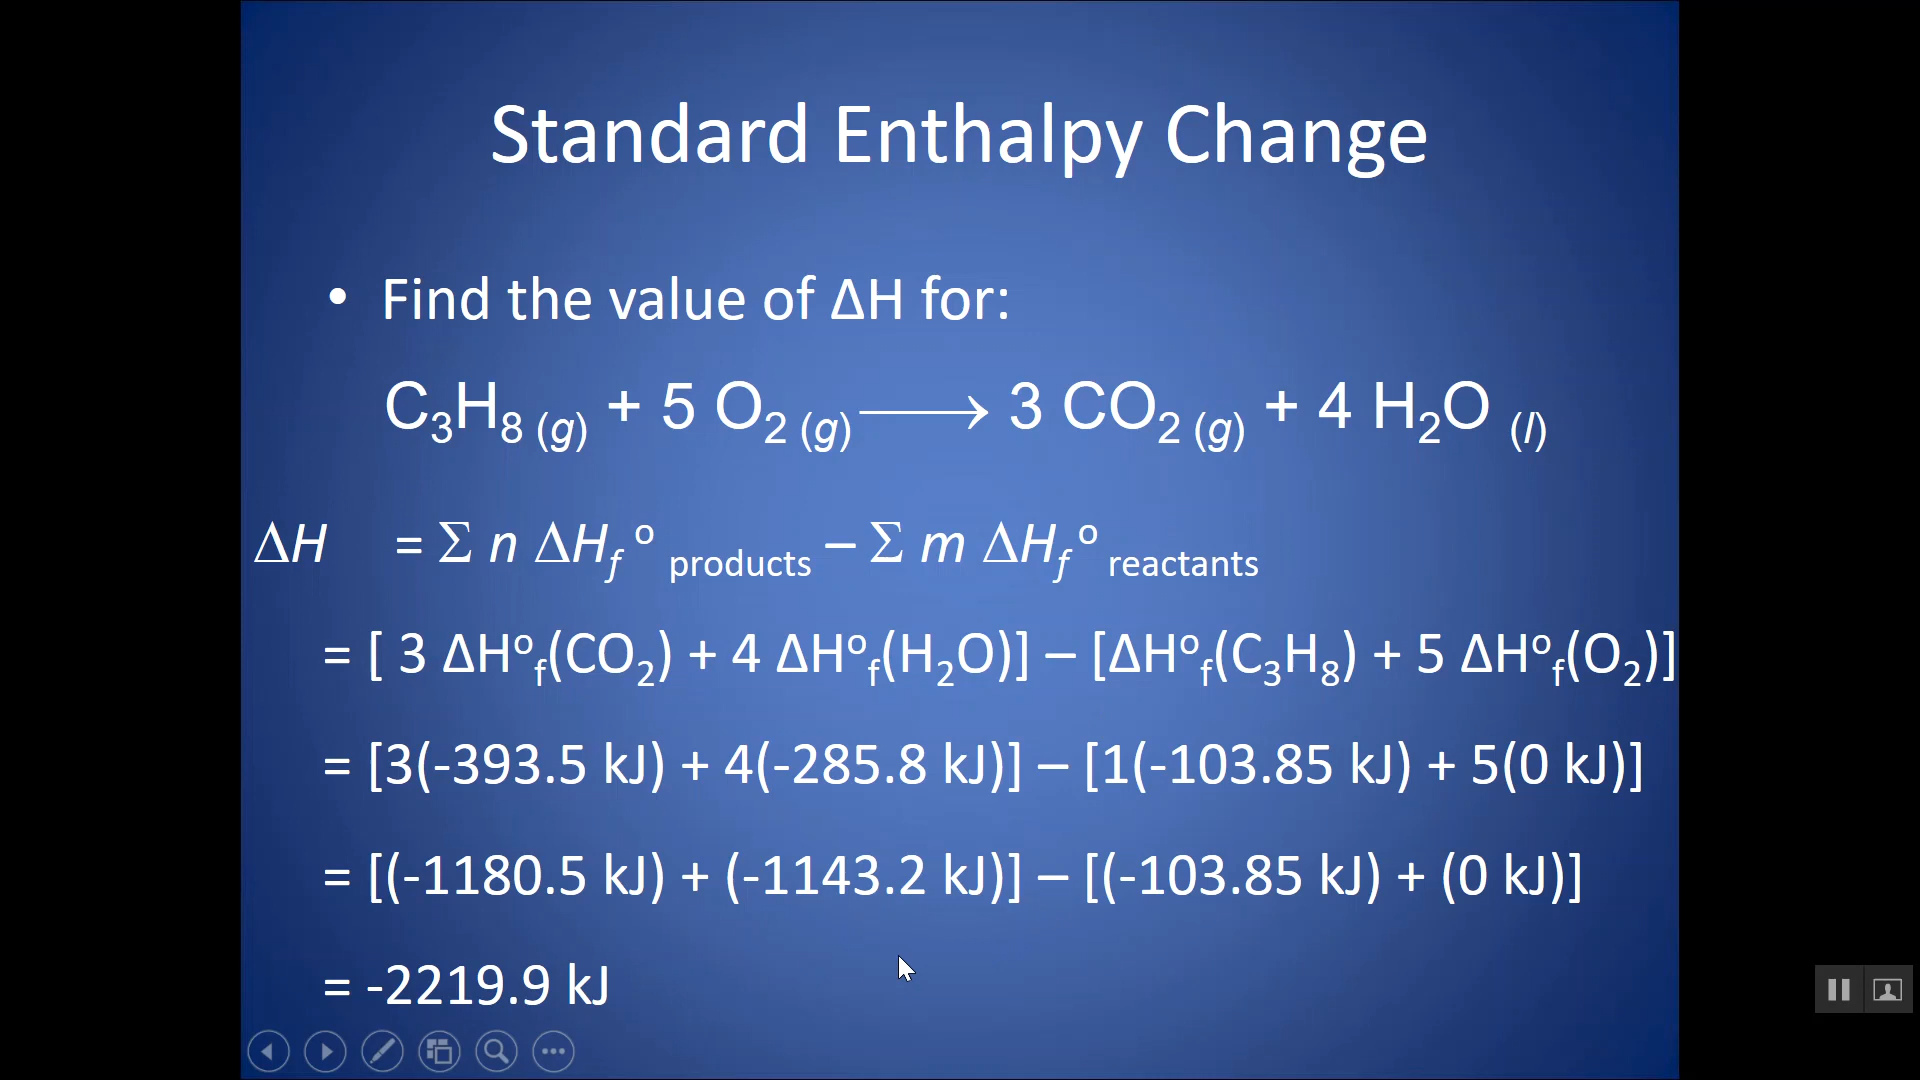 Standard Enthalpy Change
• Find the value of ΔH for:
C₃H₈ (g) + 5 O₂ (g) ⟶ 3 CO₂ (g) + 4 H₂O (l)
ΔH = Σ n ΔH_f ° products – Σ m ΔH_f ° reactants
= [ 3 ΔH°f(CO₂) + 4 ΔH°f(H₂O)] – [ΔH°f(C₃H₈) + 5 ΔH°f(O₂)]
= [3(-393.5 kJ) + 4(-285.8 kJ)] – [1(-103.85 kJ) + 5(0 kJ)]
= [(-1180.5 kJ) + (-1143.2 kJ)] – [(-103.85 kJ) + (0 kJ)]
= -2219.9 kJ